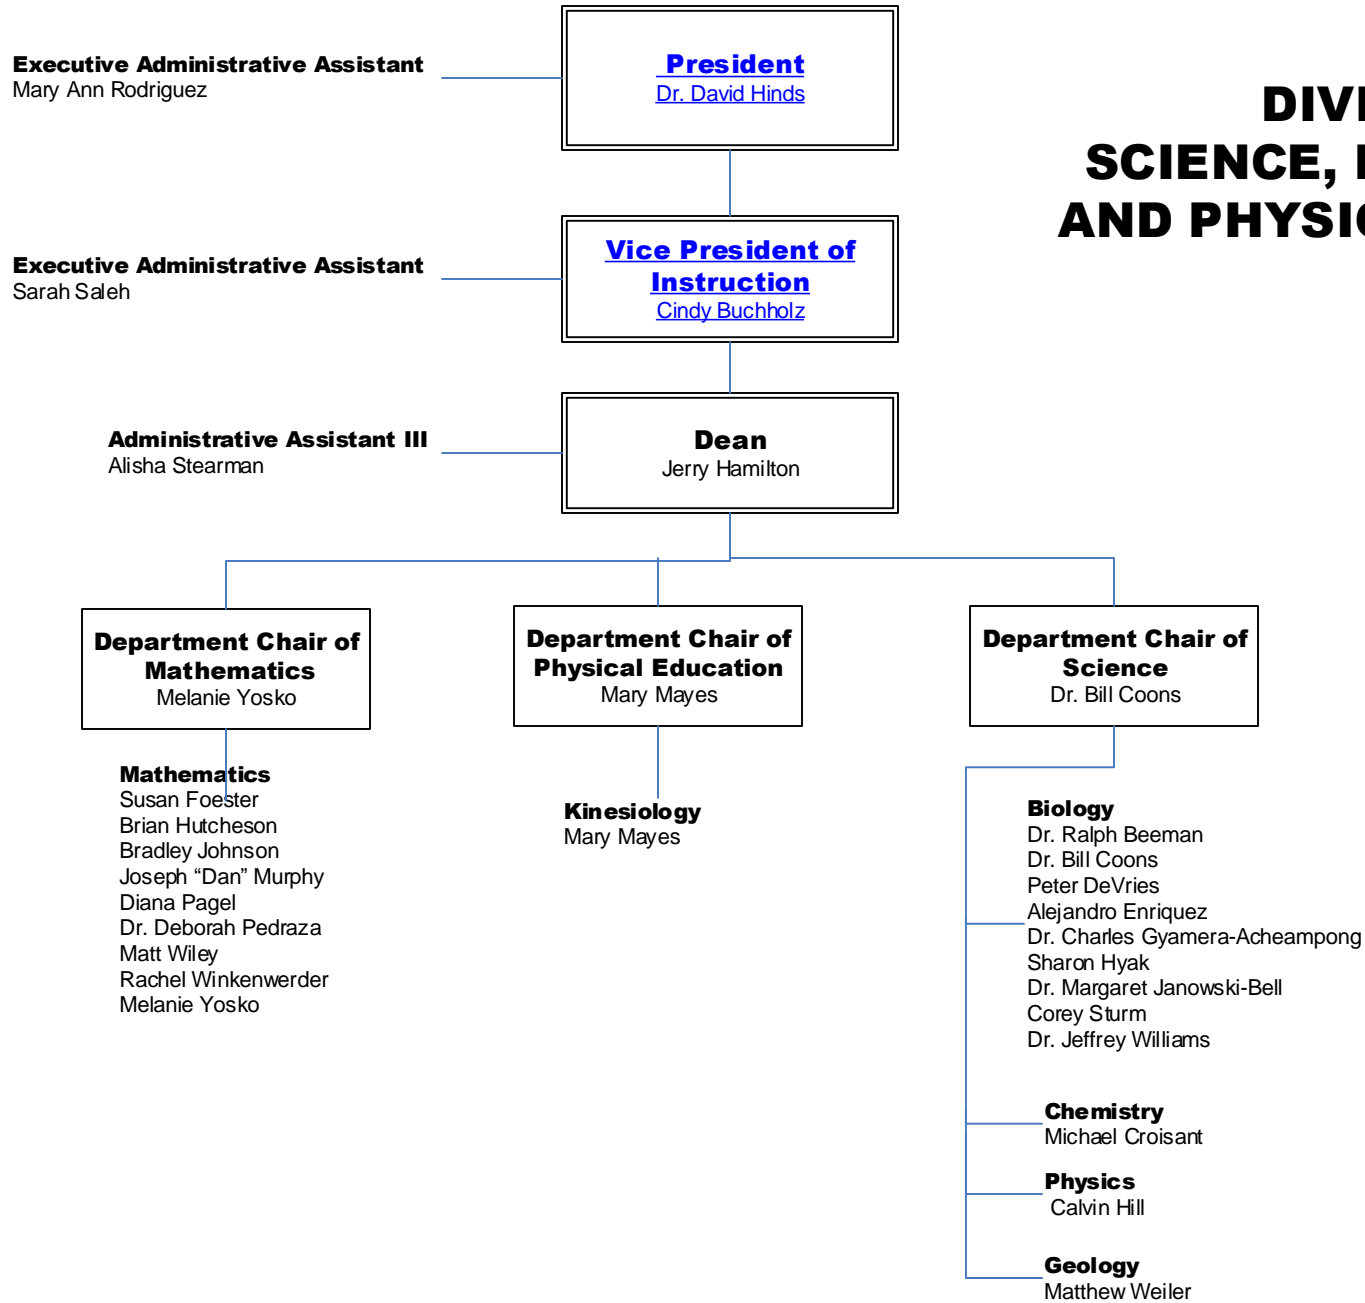 Executive Administrative Assistant
Mary Ann Rodriguez
President
Dr. David Hinds
DIVI
SCIENCE,
AND PHYSIC
Executive Administrative Assistant
Sarah Saleh
Vice President of
Instruction
Cindy Buchholz
Administrative Assistant III
Alisha Stearman
Dean
Jerry Hamilton
Department Chair of
Mathematics
Melanie Yosko
Department Chair of
Physical Education
Mary Mayes
Department Chair of
Science
Dr. Bill Coons
Mathematics
Susan Foester
Brian Hutcheson
Bradley Johnson
Joseph “Dan” Murphy
Diana Pagel
Dr. Deborah Pedraza
Matt Wiley
Rachel Winkenwerder
Melanie Yosko
Kinesiology
Mary Mayes
Biology
Dr. Ralph Beeman
Dr. Bill Coons
Peter DeVries
Alejandro Enriquez
Dr. Charles Gyamera-Acheampong
Sharon Hyak
Dr. Margaret Janowski-Bell
Corey Sturm
Dr. Jeffrey Williams
Chemistry
Michael Croisant
Physics
Calvin Hill
Geology
Matthew Weiler